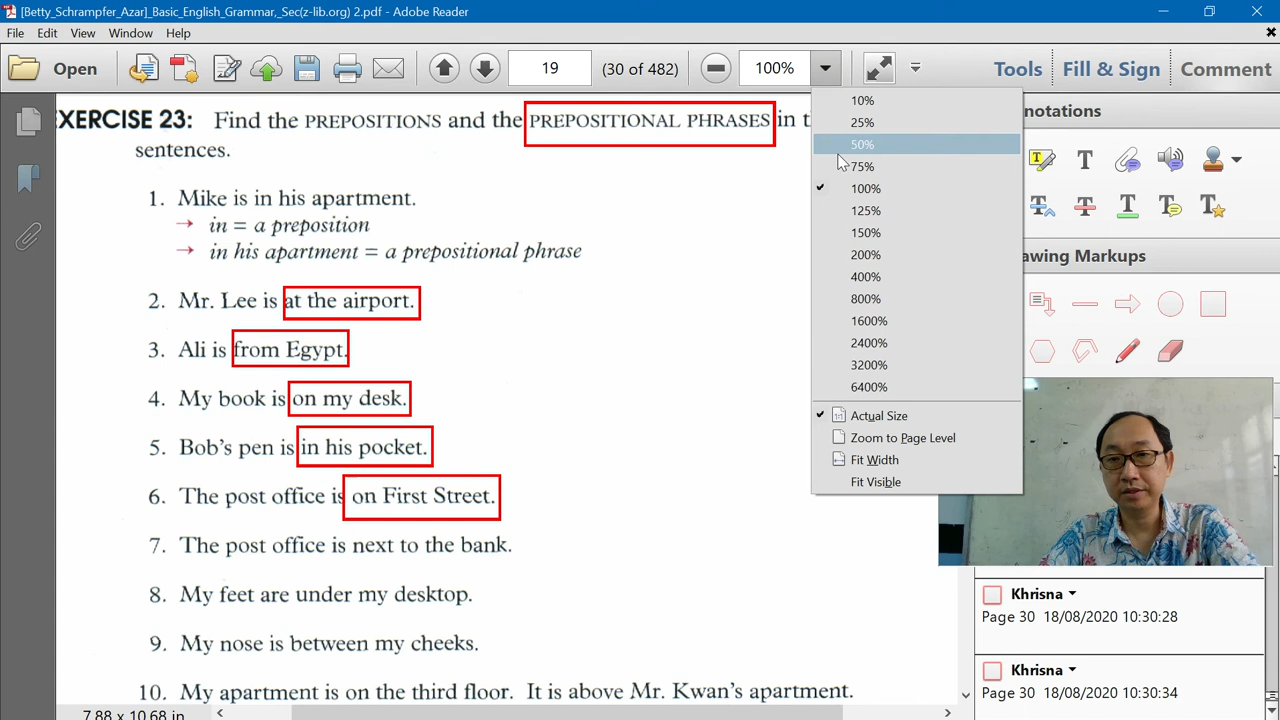 [Betty_Schrampfer_Azar]_Basic_English_Grammar,_Sec(z-lib.org) 2.pdf - Adobe Reader
File Edit View Window Help
Open 19 (30 of 482) 100% Tools Fill & Sign Comment
10%
25%
50%
75%
100%
125%
150%
200%
400%
800%
1600%
2400%
3200%
6400%
Actual Size
Zoom to Page Level
Fit Width
Fit Visible
notations
awing Markups
XERCISE 23: Find the PREPOSITIONS and the PREPOSITIONAL PHRASES in t
sentences.
1. Mike is in his apartment.
→ in = a preposition
→ in his apartment = a prepositional phrase
2. Mr. Lee is at the airport.
3. Ali is from Egypt.
4. My book is on my desk.
5. Bob's pen is in his pocket.
6. The post office is on First Street.
7. The post office is next to the bank.
8. My feet are under my desktop.
9. My nose is between my cheeks.
10. My apartment is on the third floor. It is above Mr. Kwan's apartment.
7.88 x 10.68 in
Khrisna
Page 30 18/08/2020 10:30:28
Khrisna
Page 30 18/08/2020 10:30:34